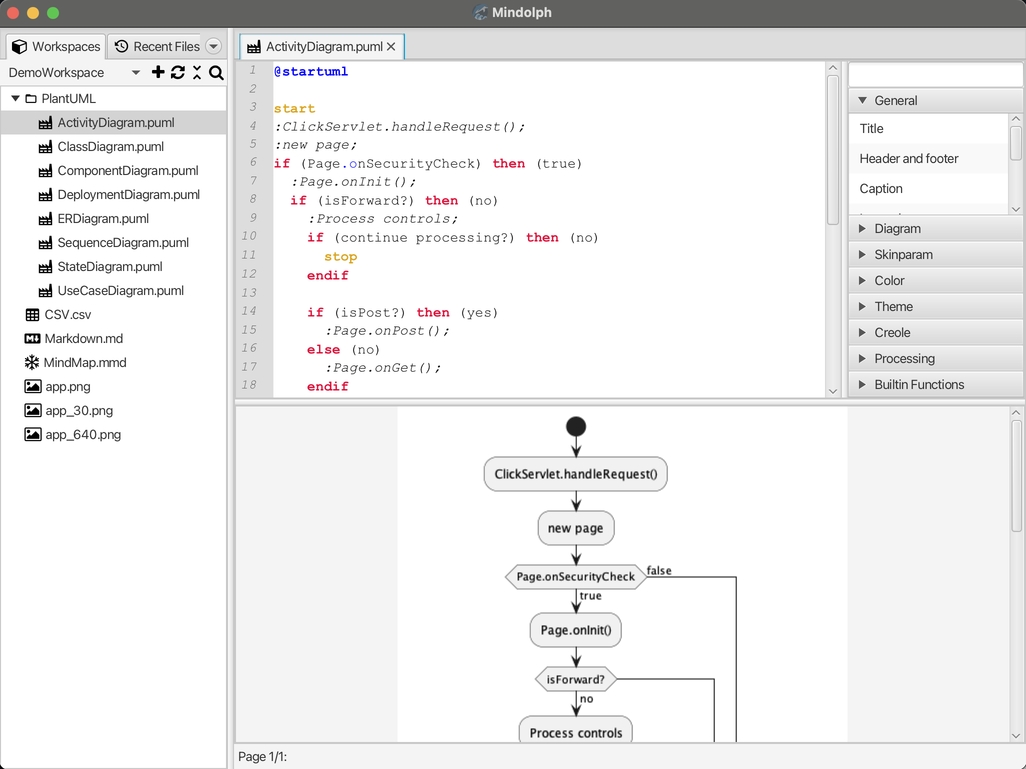 Mindolph
Workspaces
Recent Files
DemoWorkspace
PlantUML
ActivityDiagram.puml
ClassDiagram.puml
ComponentDiagram.puml
DeploymentDiagram.puml
ERDiagram.puml
SequenceDiagram.puml
StateDiagram.puml
UseCaseDiagram.puml
CSV.csv
Markdown.md
MindMap.mmd
app.png
app_30.png
app_640.png
ActivityDiagram.puml
1 @startuml
2
3 start
4 :ClickServlet.handleRequest();
5 :new page;
6 if (Page.onSecurityCheck) then (true)
7 :Page.onInit();
8 if (isForward?) then (no)
9 :Process controls;
10 if (continue processing?) then (no)
11 stop
12 endif
13
14 if (isPost?) then (yes)
15 :Page.onPost();
16 else (no)
17 :Page.onGet();
18 endif
General
Title
Header and footer
Caption
Diagram
Skinparam
Color
Theme
Creole
Processing
Builtin Functions
ClickServlet.handleRequest()
new page
Page.onSecurityCheck
false
true
Page.onInit()
isForward?
no
Process controls
Page 1/1: